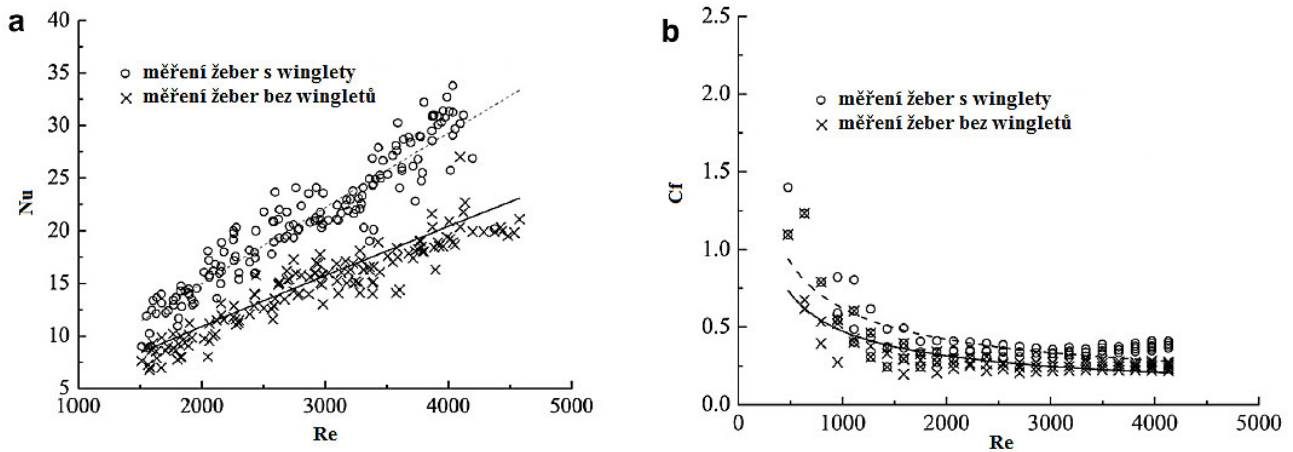 a
40
35
30
25
20
15
10
5
Nu
měření žeber s winglety
měření žeber bez wingletů
1000
2000
3000
4000
5000
Re
b
2.5
2.0
1.5
1.0
0.5
0.0
Cf
měření žeber s winglety
měření žeber bez wingletů
0
1000
2000
3000
4000
5000
Re